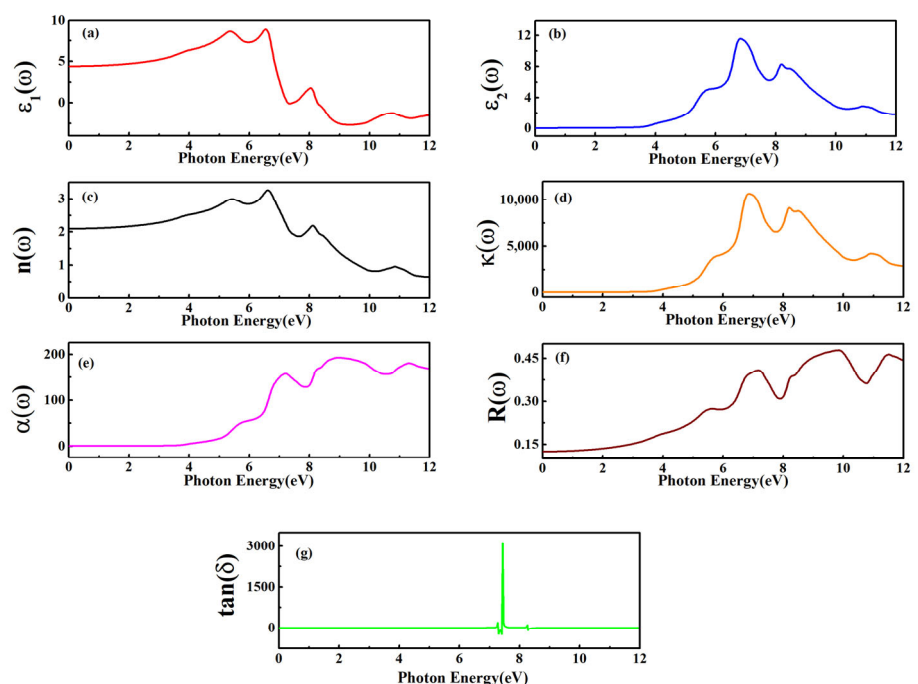 (a)
ε1(ω)
10
5
0
0 2 4 6 8 10 12
Photon Energy(eV)
(b)
ε2(ω)
12
8
4
0
0 2 4 6 8 10 12
Photon Energy(eV)
(c)
n(ω)
3
2
1
0
0 2 4 6 8 10 12
Photon Energy(eV)
(d)
κ(ω)
10,000
5,000
0
0 2 4 6 8 10 12
Photon Energy(eV)
(e)
α(ω)
200
100
0
0 2 4 6 8 10 12
Photon Energy(eV)
(f)
R(ω)
0.45
0.30
0.15
0 2 4 6 8 10 12
Photon Energy(eV)
(g)
tan(δ)
3000
1500
0
0 2 4 6 8 10 12
Photon Energy(eV)